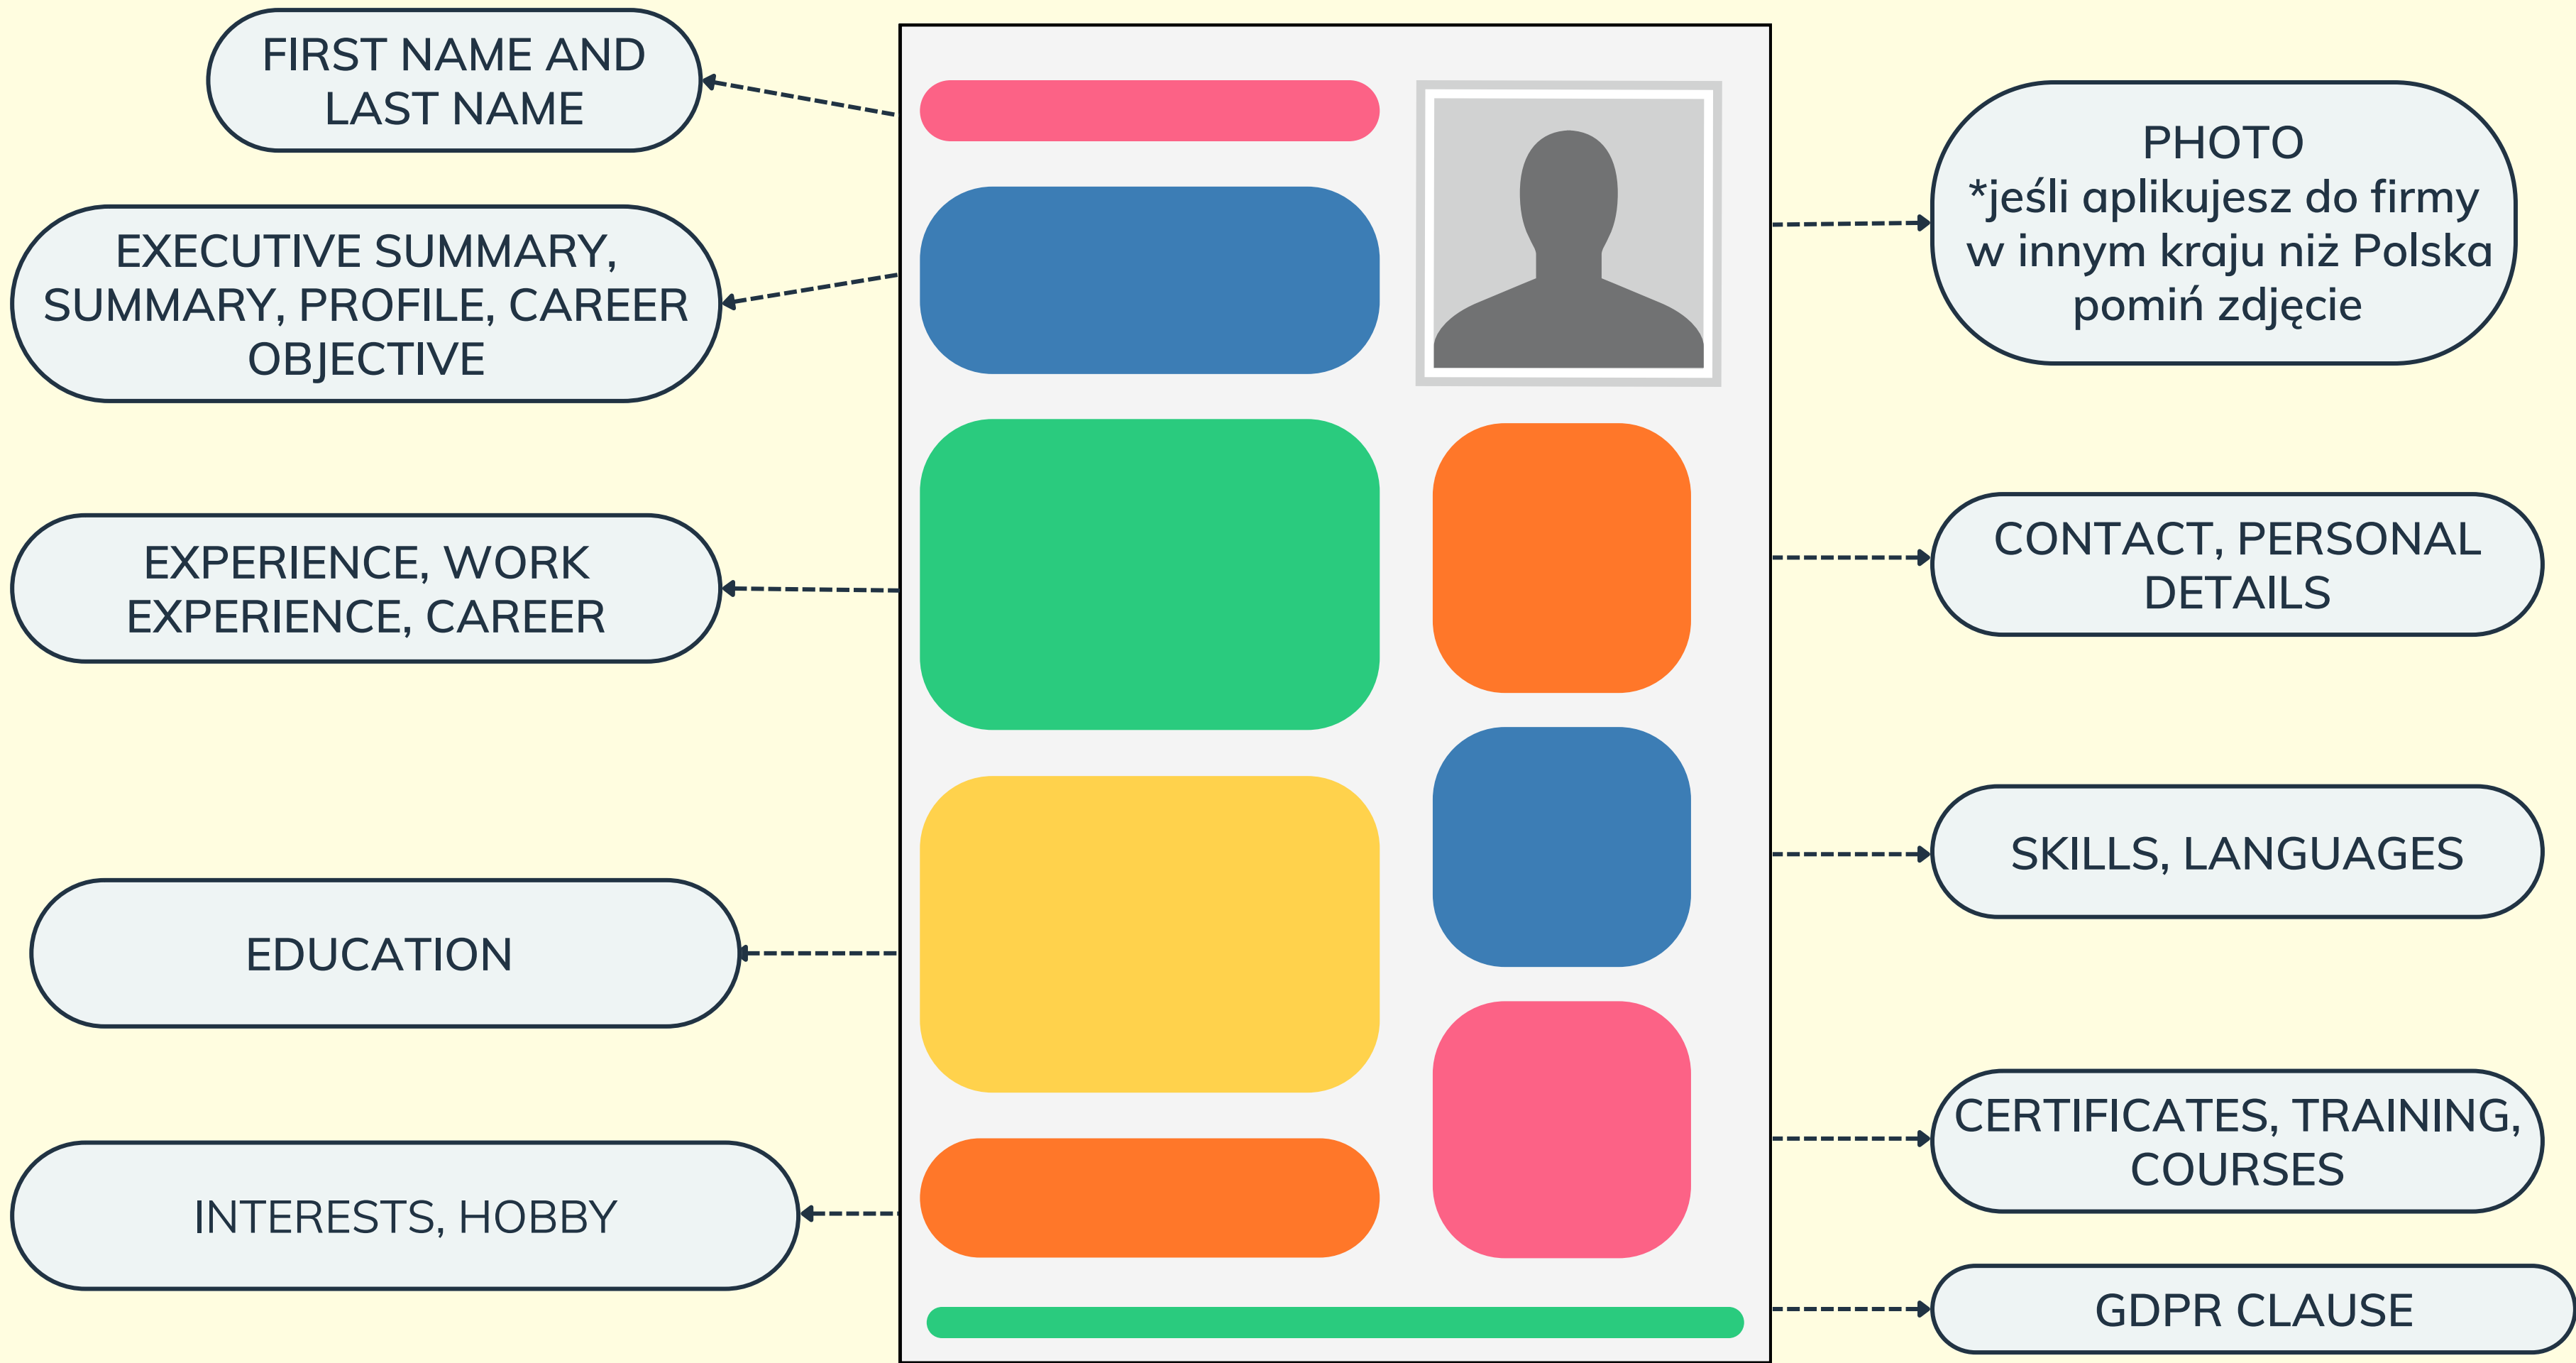 FIRST NAME AND
LAST NAME
EXECUTIVE SUMMARY,
SUMMARY, PROFILE, CAREER
OBJECTIVE
EXPERIENCE, WORK
EXPERIENCE, CAREER
EDUCATION
INTERESTS, HOBBY
PHOTO
*jeśli aplikujesz do firmy
w innym kraju niż Polska
pomiń zdjęcie
CONTACT, PERSONAL
DETAILS
SKILLS, LANGUAGES
CERTIFICATES, TRAINING,
COURSES
GDPR CLAUSE